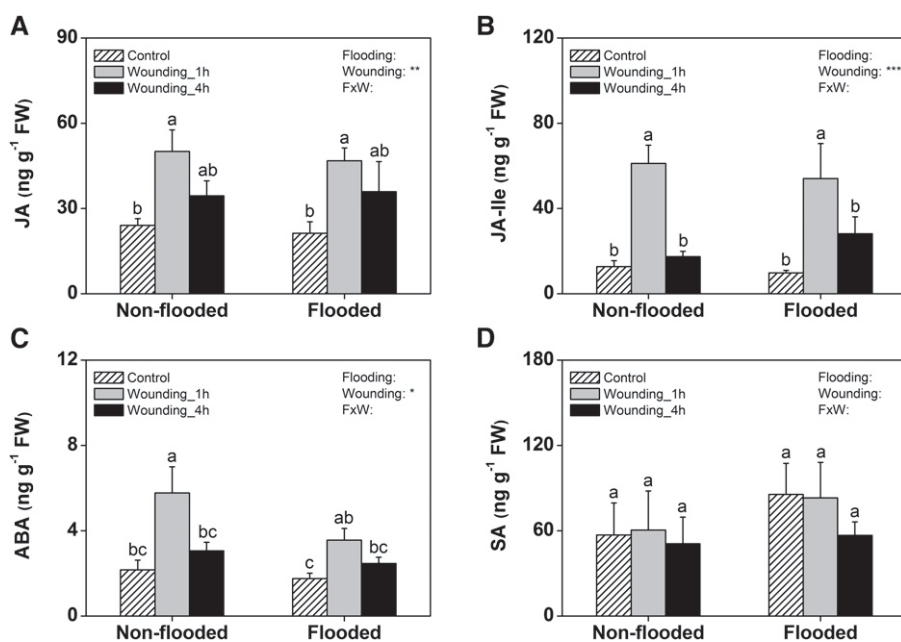 A
JA (ng g⁻¹ FW)
90
60
30
0
Control
Wounding_1h
Wounding_4h
Flooding:
Wounding: **
FxW:
b
a
ab
b
a
ab
Non-flooded
Flooded
B
JA-Ile (ng g⁻¹ FW)
120
80
40
0
Control
Wounding_1h
Wounding_4h
Flooding:
Wounding: ***
FxW:
b
a
b
b
a
b
Non-flooded
Flooded
C
ABA (ng g⁻¹ FW)
12
8
4
0
Control
Wounding_1h
Wounding_4h
Flooding:
Wounding: *
FxW:
bc
a
bc
c
ab
bc
Non-flooded
Flooded
D
SA (ng g⁻¹ FW)
180
120
60
0
Control
Wounding_1h
Wounding_4h
Flooding:
Wounding:
FxW:
a
a
a
a
a
a
Non-flooded
Flooded